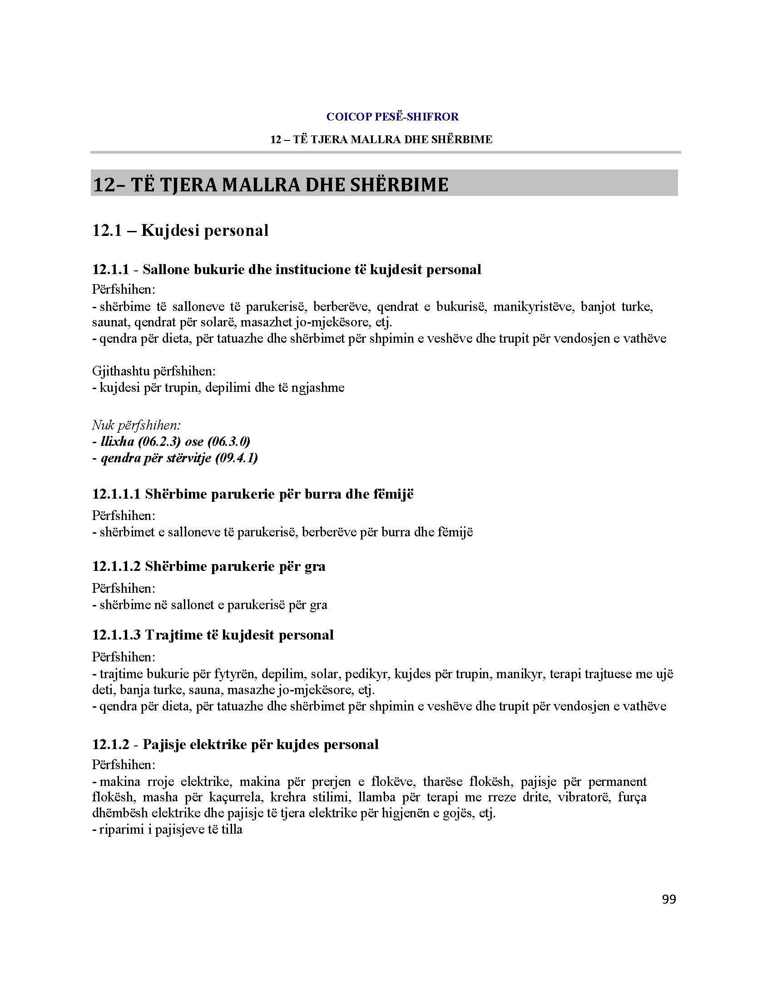 COICOP PESË-SHIFROR
12 – TË TJERA MALLRA DHE SHËRBIME
12– TË TJERA MALLRA DHE SHËRBIME
12.1 – Kujdesi personal
12.1.1 - Sallone bukurie dhe institucione të kujdesit personal
Përfshihen:
- shërbime të salloneve të parukerisë, berberëve, qendrat e bukurisë, manikyristëve, banjot turke,
saunat, qendrat për solarë, masazhet jo-mjekësore, etj.
- qendra për dieta, për tatuazhe dhe shërbimet për shpimin e veshëve dhe trupit për vendosjen e vathëve
Gjithashtu përfshihen:
- kujdesi për trupin, depilimi dhe të ngjashme
Nuk përfshihen:
- llixha (06.2.3) ose (06.3.0)
- qendra për stërvitje (09.4.1)
12.1.1.1 Shërbime parukerie për burra dhe fëmijë
Përfshihen:
- shërbimet e salloneve të parukerisë, berberëve për burra dhe fëmijë
12.1.1.2 Shërbime parukerie për gra
Përfshihen:
- shërbime në sallonet e parukerisë për gra
12.1.1.3 Trajtime të kujdesit personal
Përfshihen:
- trajtime bukurie për fytyrën, depilim, solar, pedikyr, kujdes për trupin, manikyr, terapi trajtuese me ujë
deti, banja turke, sauna, masazhe jo-mjekësore, etj.
- qendra për dieta, për tatuazhe dhe shërbimet për shpimin e veshëve dhe trupit për vendosjen e vathëve
12.1.2 - Pajisje elektrike për kujdes personal
Përfshihen:
- makina rroje elektrike, makina për prerjen e flokëve, tharëse flokësh, pajisje për permanent
flokësh, masha për kaçurrela, krehra stilimi, llamba për terapi me rreze drite, vibratorë, furça
dhëmbësh elektrike dhe pajisje të tjera elektrike për higjenën e gojës, etj.
- riparimi i pajisjeve të tilla
99